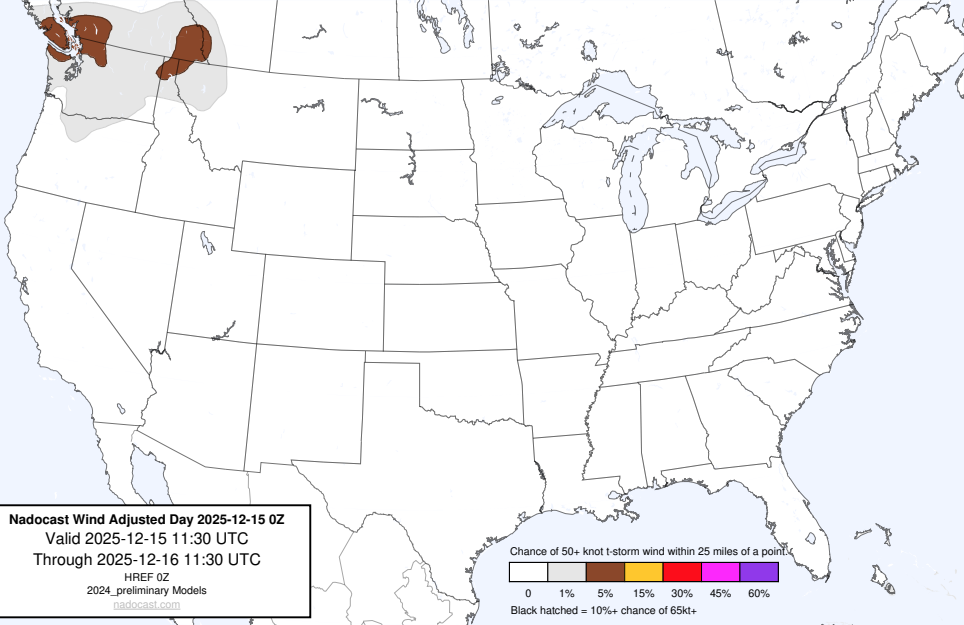 Nadocast Wind Adjusted Day 2025-12-15 0Z
Valid 2025-12-15 11:30 UTC
Through 2025-12-16 11:30 UTC
HREF 0Z
2024_preliminary Models
nadocast.com
Chance of 50+ knot t-storm wind within 25 miles of a point.
0 1% 5% 15% 30% 45% 60%
Black hatched = 10%+ chance of 65kt+